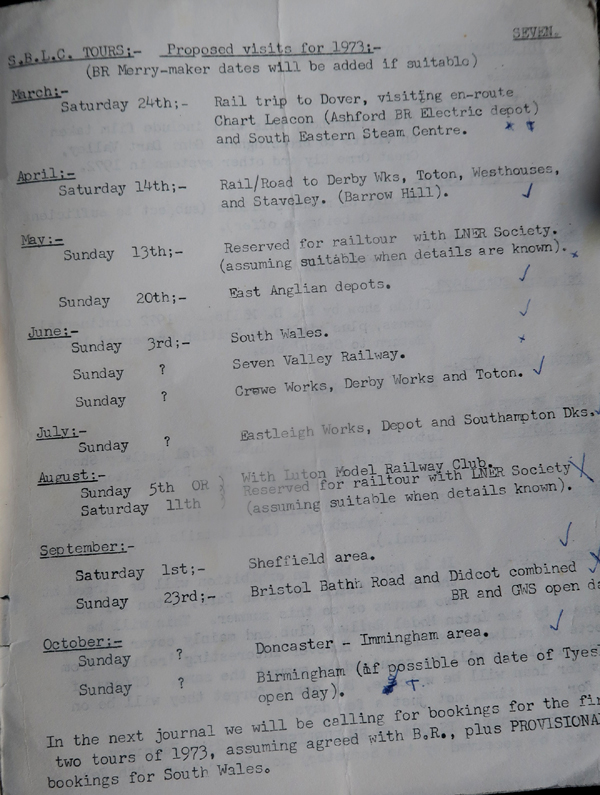 SEVEN.
S.B.L.C. TOURS:- Proposed visits for 1973:-
(BR Merry-maker dates will be added if suitable)
March:-
Saturday 24th;- Rail trip to Dover, visiting en-route
Chart Leacon (Ashford BR Electric depot)
and South Eastern Steam Centre.
April:-
Saturday 14th;- Rail/Road to Derby Wks, Toton, Westhouses,
and Staveley. (Barrow Hill).
May:-
Sunday 13th;- Reserved for railtour with LNER Society.
(assuming suitable when details are known).
Sunday 20th;- East Anglian depots.
June:-
Sunday 3rd;- South Wales.
Sunday ? Seven Valley Railway.
Sunday ? Crewe Works, Derby Works and Toton.
July:-
Sunday ? Eastleigh Works, Depot and Southampton Dks.
August:- With Luton Model Railway Club.
Sunday 5th OR ) Reserved for railtour with LNER Society
Saturday 11th ) (assuming suitable when details known).
September:-
Saturday 1st;- Sheffield area.
Sunday 23rd;- Bristol Bath Road and Didcot combined
BR and GWS open da
October:-
Sunday ? Doncaster - Immingham area.
Sunday ? Birmingham (if possible on date of Tyes
open day). T.
In the next journal we will be calling for bookings for the fir
two tours of 1973, assuming agreed with B.R., plus PROVISIONA
bookings for South Wales.